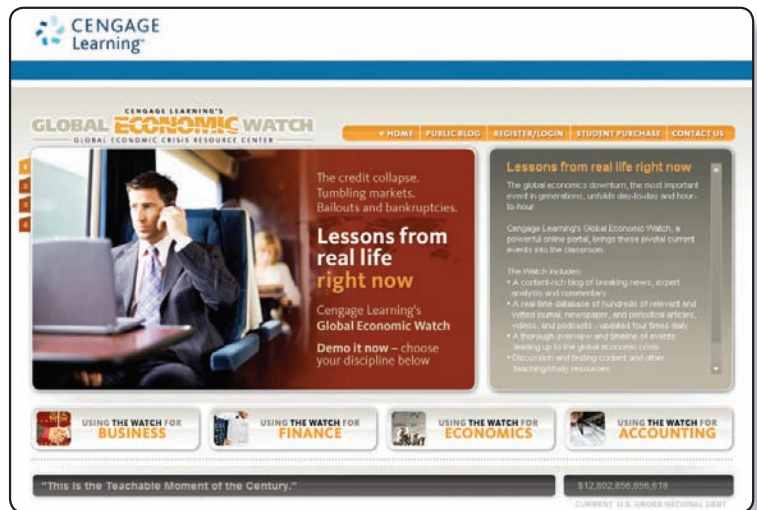 CENGAGE
Learning™
CENGAGE LEARNING'S
GLOBAL ECONOMIC WATCH
GLOBAL ECONOMIC CRISIS RESOURCE CENTER
HOME PUBLIC BLOG REGISTER/LOGIN STUDENT PURCHASE CONTACT US
1
2
3
4
The credit collapse.
Tumbling markets.
Bailouts and bankruptcies.
Lessons from
real life
right now
Cengage Learning's
Global Economic Watch
Demo it now – choose
your discipline below
Lessons from real life right now
The global economics downturn, the most important
event in generations, unfolds day-to-day and hour-
to-hour.
Cengage Learning's Global Economic Watch, a
powerful online portal, brings these pivotal current
events into the classroom.
The Watch includes:
• A content-rich blog of breaking news, expert
analysis and commentary
• A real-time database of hundreds of relevant and
vetted journal, newspaper, and periodical articles,
videos, and podcasts - updated four times daily
• A thorough overview and timeline of events
leading up to the global economic crisis
• Discussion and testing content and other
Teaching/study resources
USING THE WATCH FOR
BUSINESS
USING THE WATCH FOR
FINANCE
USING THE WATCH FOR
ECONOMICS
USING THE WATCH FOR
ACCOUNTING
"This Is the Teachable Moment of the Century."
$12,802,856,856,618
CURRENT U.S. GROSS NATIONAL DEBT